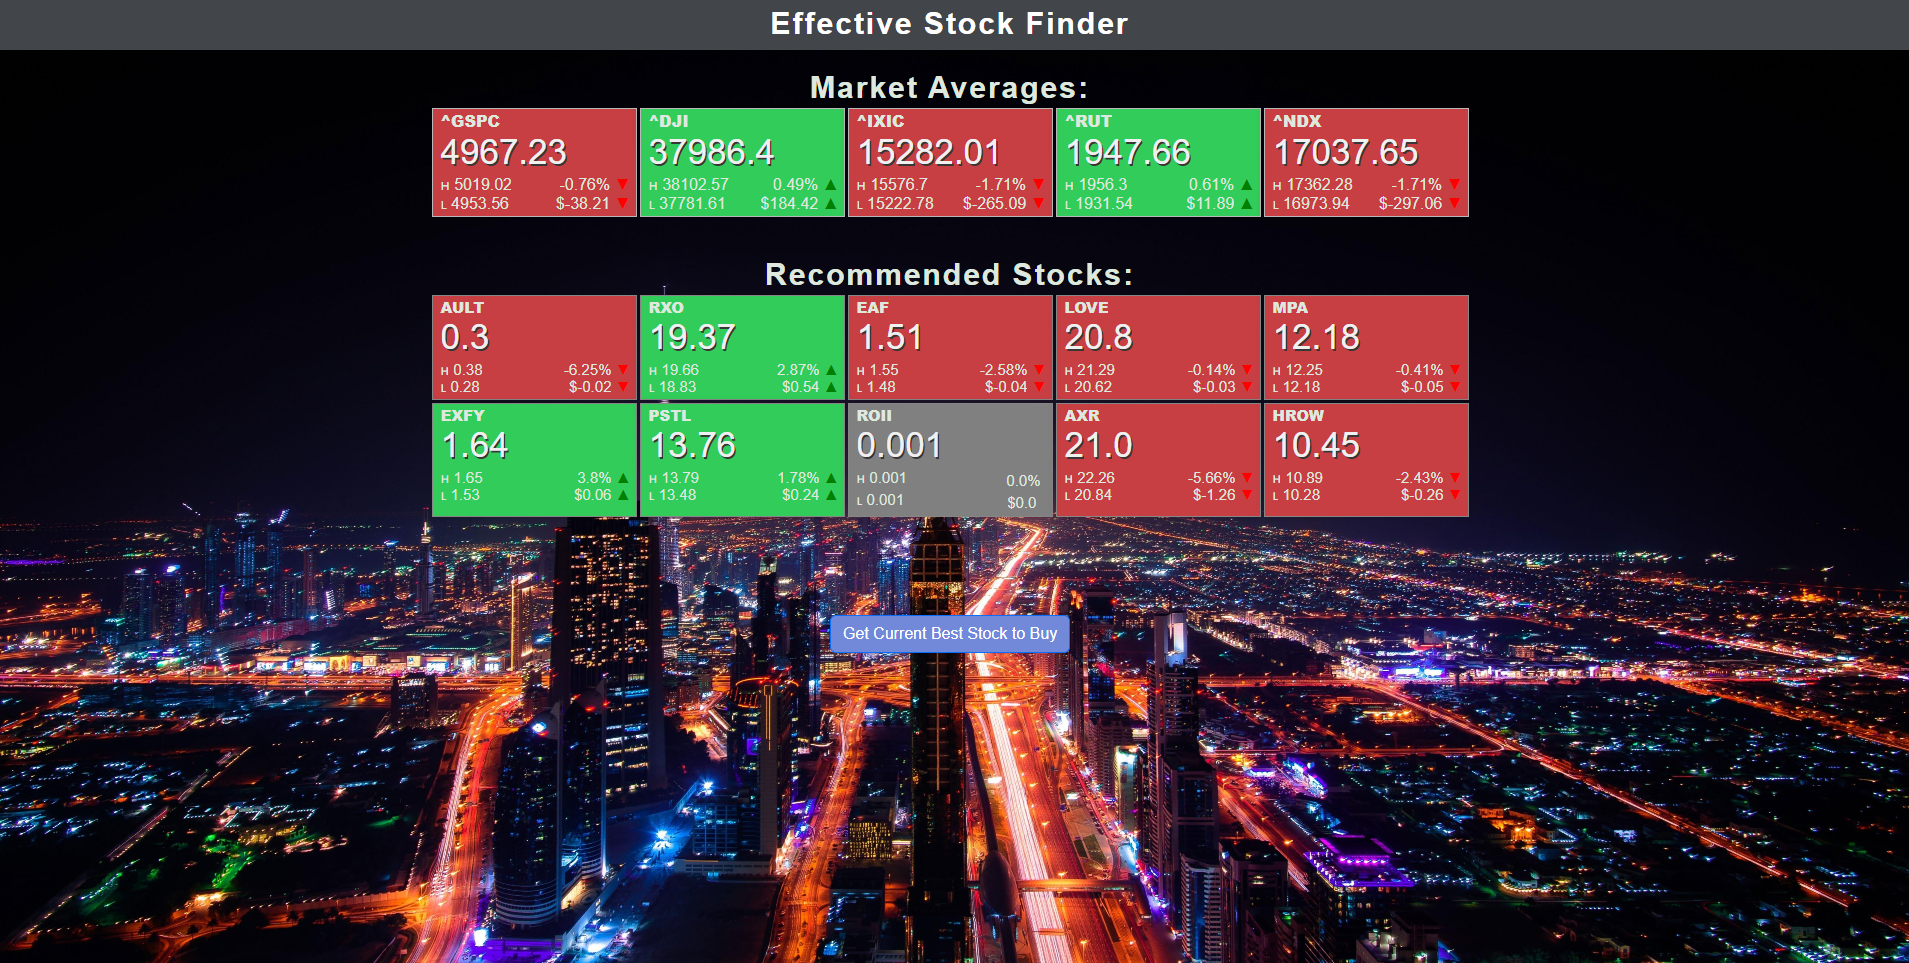 Effective Stock Finder
Market Averages:
^GSPC
4967.23
H 5019.02 -0.76% ▼
L 4953.56 $-38.21 ▼
^DJI
37986.4
H 38102.57 0.49% ▲
L 37781.61 $184.42 ▲
^IXIC
15282.01
H 15576.7 -1.71% ▼
L 15222.78 $-265.09 ▼
^RUT
1947.66
H 1956.3 0.61% ▲
L 1931.54 $11.89 ▲
^NDX
17037.65
H 17362.28 -1.71% ▼
L 16973.94 $-297.06 ▼
Recommended Stocks:
AULT
0.3
H 0.38 -6.25% ▼
L 0.28 $-0.02 ▼
RXO
19.37
H 19.66 2.87% ▲
L 18.83 $0.54 ▲
EAF
1.51
H 1.55 -2.58% ▼
L 1.48 $-0.04 ▼
LOVE
20.8
H 21.29 -0.14% ▼
L 20.62 $-0.03 ▼
MPA
12.18
H 12.25 -0.41% ▼
L 12.18 $-0.05 ▼
EXFY
1.64
H 1.65 3.8% ▲
L 1.53 $0.06 ▲
PSTL
13.76
H 13.79 1.78% ▲
L 13.48 $0.24 ▲
ROII
0.001
H 0.001 0.0%
L 0.001 $0.0
AXR
21.0
H 22.26 -5.66% ▼
L 20.84 $-1.26 ▼
HROW
10.45
H 10.89 -2.43% ▼
L 10.28 $-0.26 ▼
Get Current Best Stock to Buy